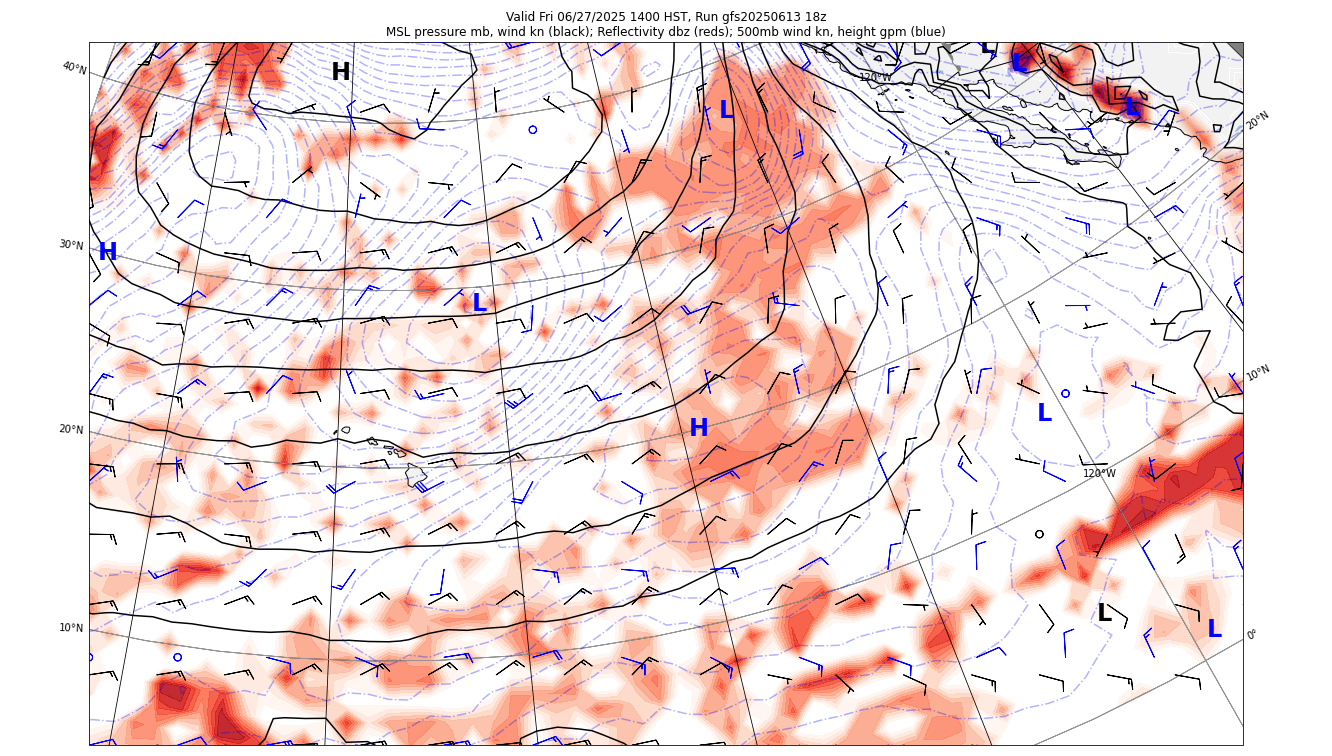 Valid Fri 06/27/2025 1400 HST, Run gfs20250613 18z
MSL pressure mb, wind kn (black); Reflectivity dbz (reds); 500mb wind kn, height gpm (blue)
L
40°N
H
L
120°W
L
L
20°N
30°N
H
L
10°N
20°N
H
L
120°W
10°N
L
L
0°